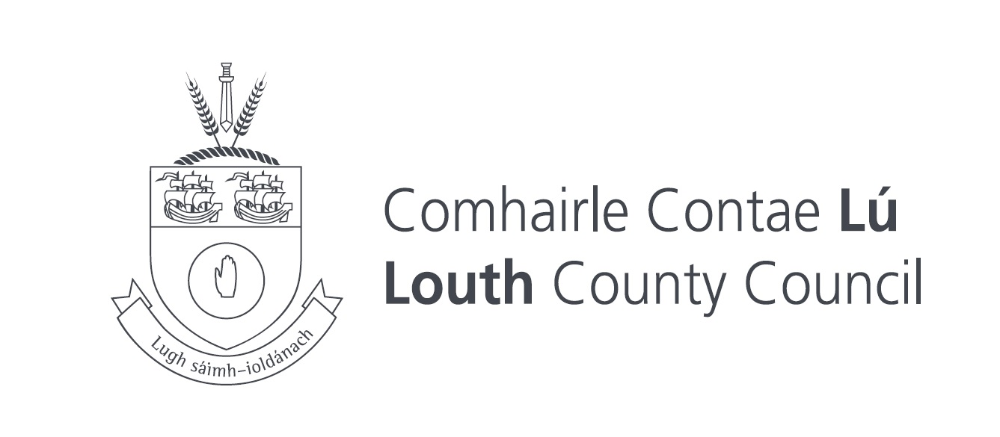 Comhairle Contae Lú
Louth County Council
Lugh sáimh-ioldánach